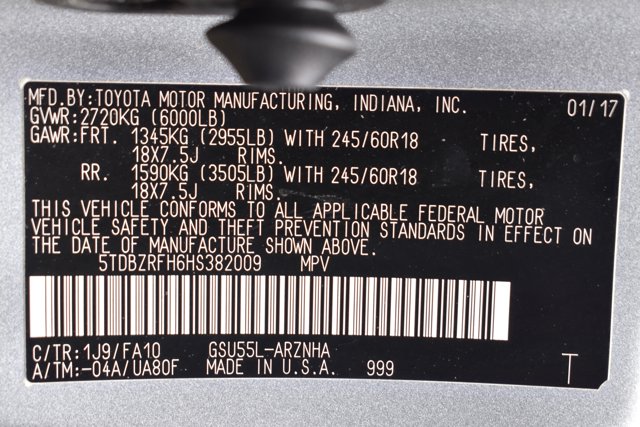 MFD.BY:TOYOTA MOTOR MANUFACTURING, INDIANA, INC. 01/17
GVWR:2720KG (6000LB)
GAWR:FRT. 1345KG (2955LB) WITH 245/60R18 TIRES,
18X7.5J RIMS.
RR. 1590KG (3505LB) WITH 245/60R18 TIRES,
18X7.5J RIMS.
THIS VEHICLE CONFORMS TO ALL APPLICABLE FEDERAL MOTOR
VEHICLE SAFETY AND THEFT PREVENTION STANDARDS IN EFFECT ON
THE DATE OF MANUFACTURE SHOWN ABOVE.
5TDBZRFH6HS382009 MPV
C/TR:1J9/FA10 GSU55L-ARZNHA
A/TM:-04A/UA80F MADE IN U.S.A. 999 T